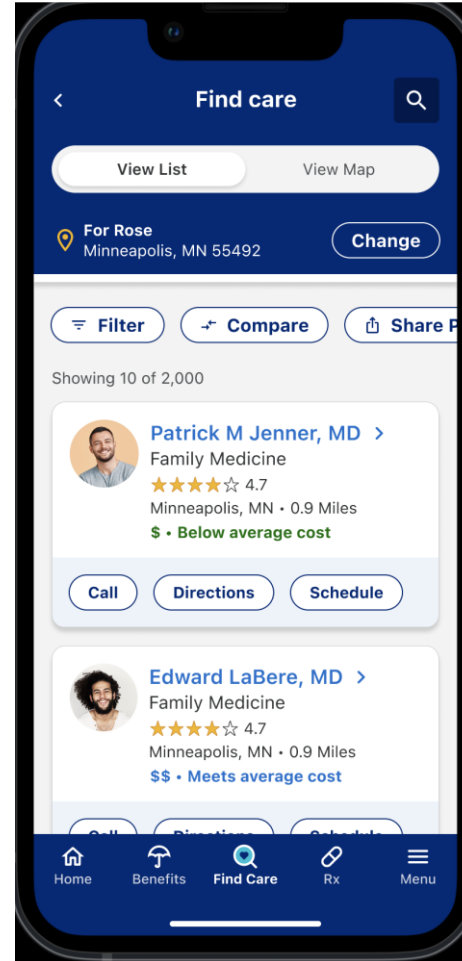 Find care
View List
View Map
For Rose
Minneapolis, MN 55492
Change
Filter
Compare
Share P
Showing 10 of 2,000
Patrick M Jenner, MD
Family Medicine
4.7
Minneapolis, MN • 0.9 Miles
$ • Below average cost
Call
Directions
Schedule
Edward LaBere, MD
Family Medicine
4.7
Minneapolis, MN • 0.9 Miles
$$ • Meets average cost
Call
Directions
Schedule
Home
Benefits
Find Care
Rx
Menu